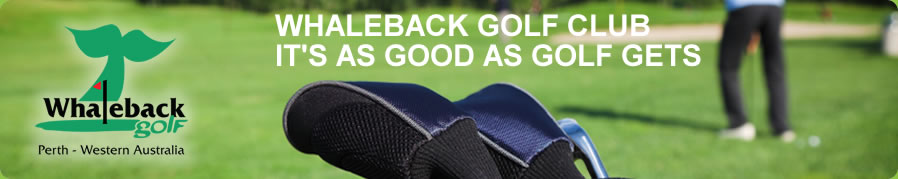 WHALEBACK GOLF CLUB
IT'S AS GOOD AS GOLF GETS
Whaleback
golf
Perth - Western Australia